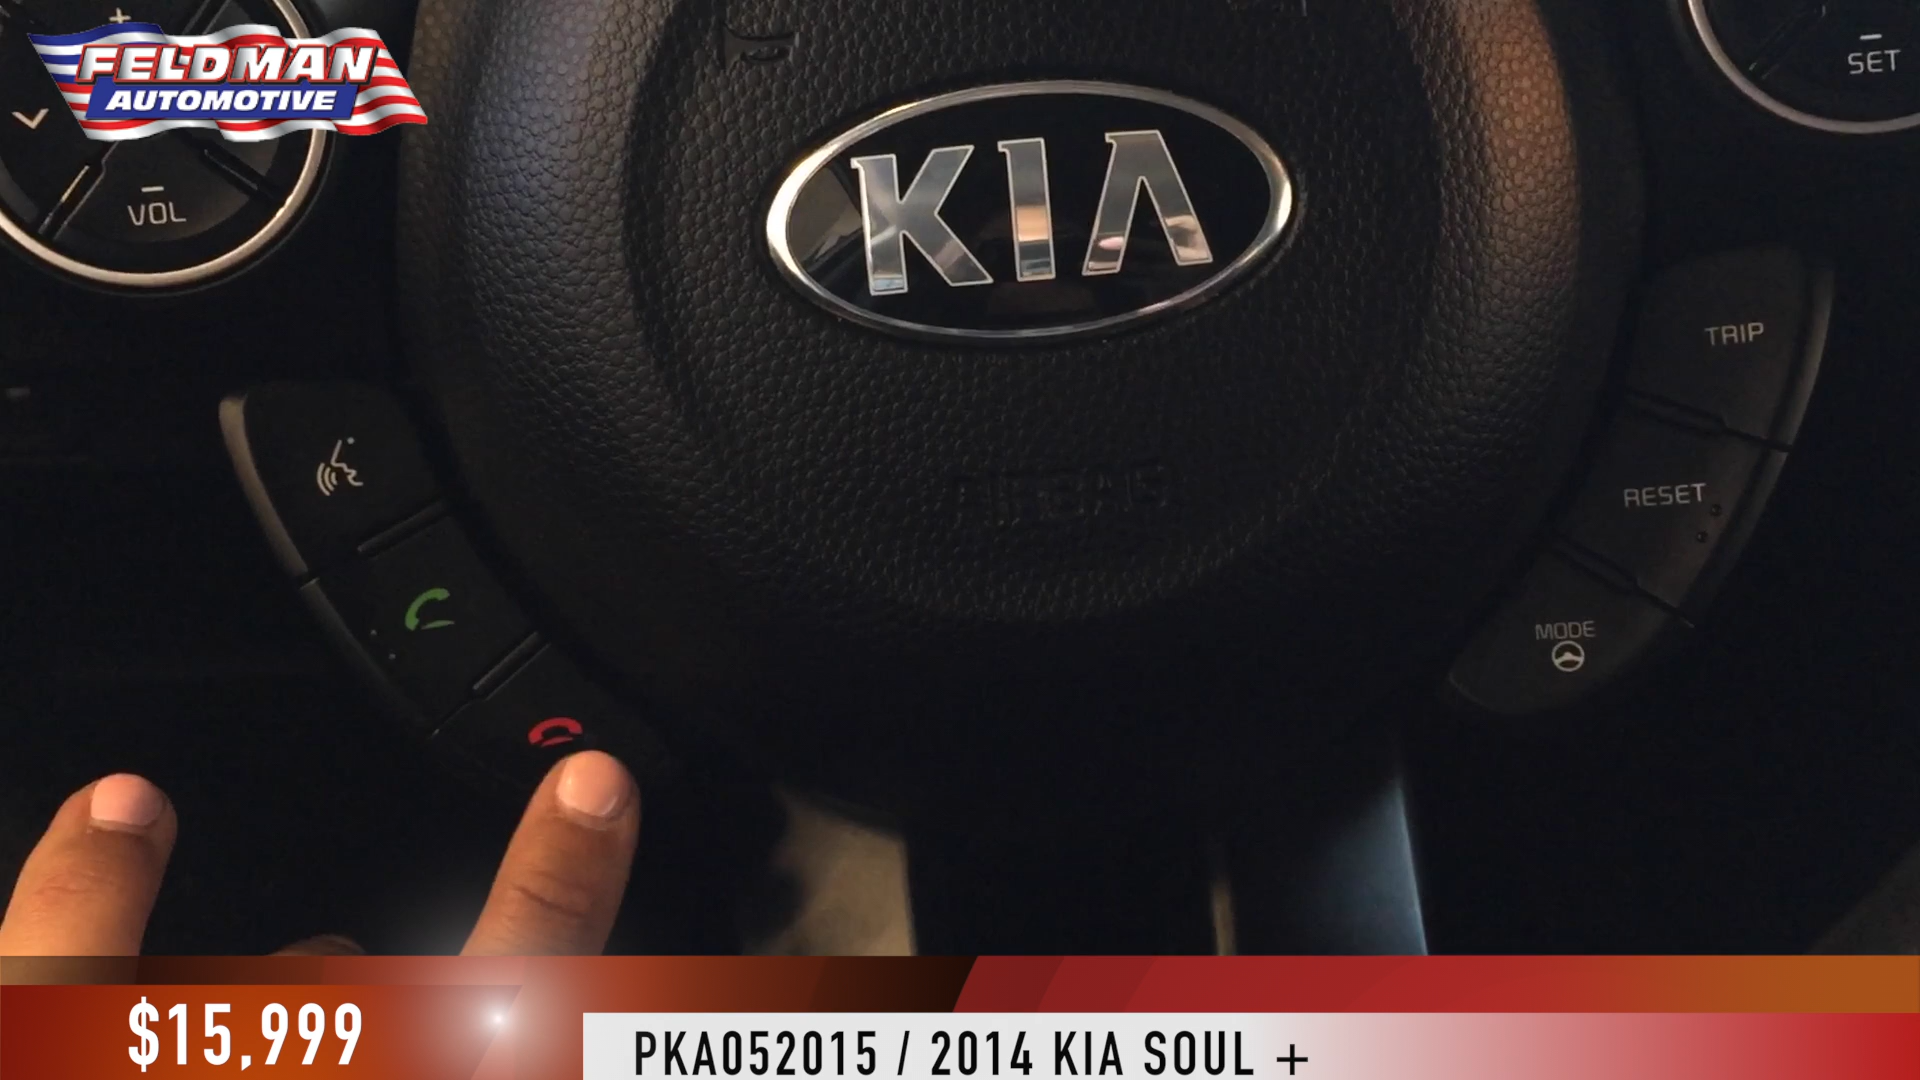 FELDMAN
AUTOMOTIVE
+
− VOL
KIA
− SET
TRIP
RESET
MODE
$15,999
PKA052015 / 2014 KIA SOUL +